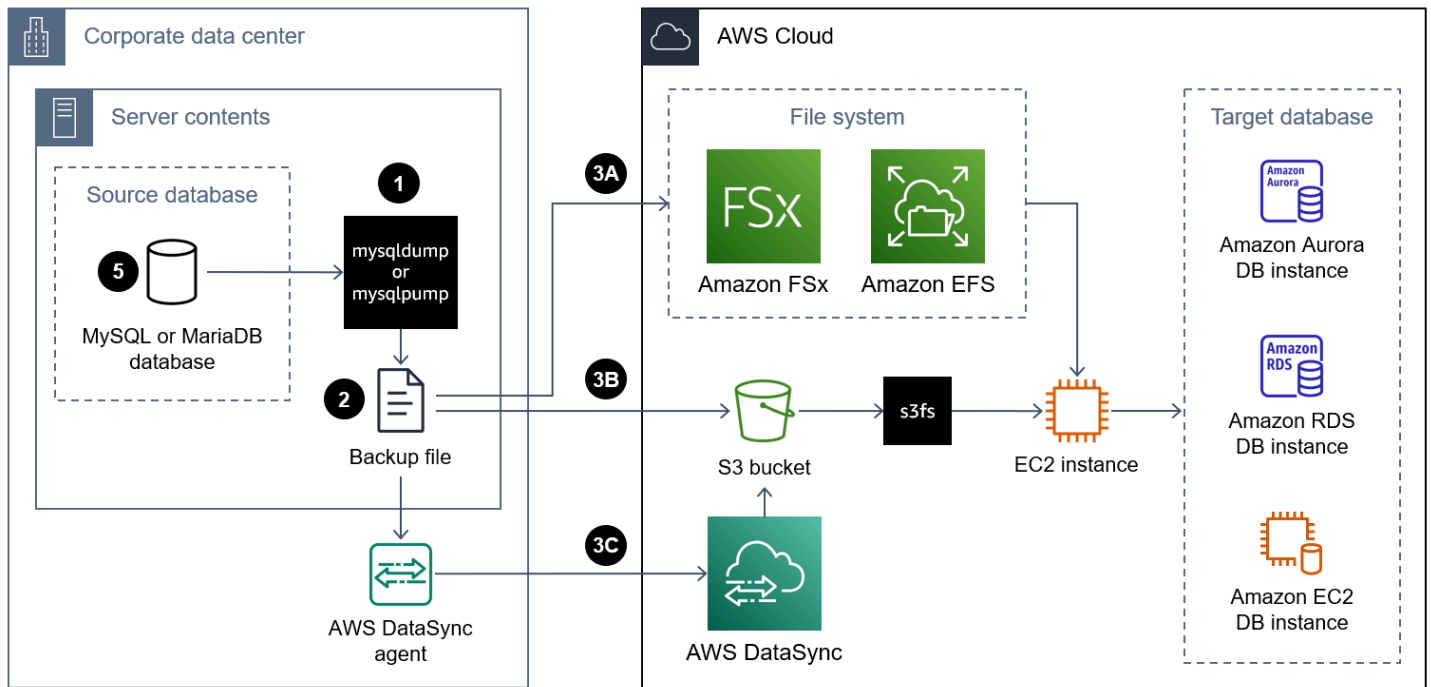 Corporate data center
AWS Cloud
Server contents
File system
Target database
Source database
1
3A
mysqldump
or
mysqlpump
FSx
Amazon FSx
Amazon EFS
Amazon
Aurora
Amazon Aurora
DB instance
5
MySQL or MariaDB
database
2
Backup file
3B
S3 bucket
s3fs
EC2 instance
Amazon
RDS
Amazon RDS
DB instance
3C
AWS DataSync
agent
AWS DataSync
Amazon EC2
DB instance